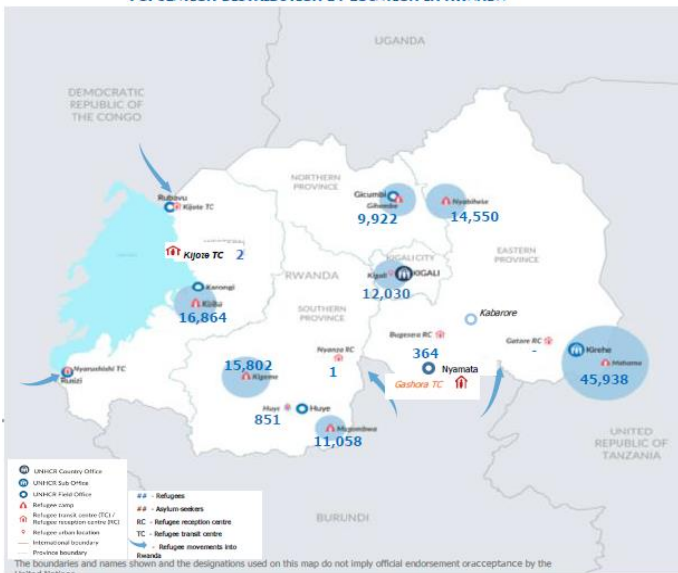 UGANDA
DEMOCRATIC
REPUBLIC OF
THE CONGO
NORTHERN
PROVINCE
Gicumbi
Gihembe
9,922
Nyabiheke
14,550
Rubavu
Kijote TC
Kijote TC 2
EASTERN
PROVINCE
KIGALI CITY
Kigali
KIGALI
12,030
RWANDA
Karongi
Kiziba
16,864
SOUTHERN
PROVINCE
Kabarore
Bugesera RC
364
Gatore RC
-
Kirehe
Mahama
45,938
Nyanza RC
1
15,802
Kigeme
Nyamata
Gashora TC
Nyarushishi TC
Rusizi
Huye
851
Huye
Mugombwa
11,058
UNITED
REPUBLIC OF
TANZANIA
BURUNDI
UNHCR Country Office
UNHCR Sub Office
UNHCR Field Office
Refugee camp
Refugee transit centre (TC) /
Refugee reception centre (RC)
Refugee urban location
International boundary
Province boundary
## - Refugees
## - Asylum-seekers
RC - Refugee reception centre
TC - Refugee transit centre
- Refugee movements into
Rwanda
The boundaries and names shown and the designations used on this map do not imply official endorsement oracceptance by the